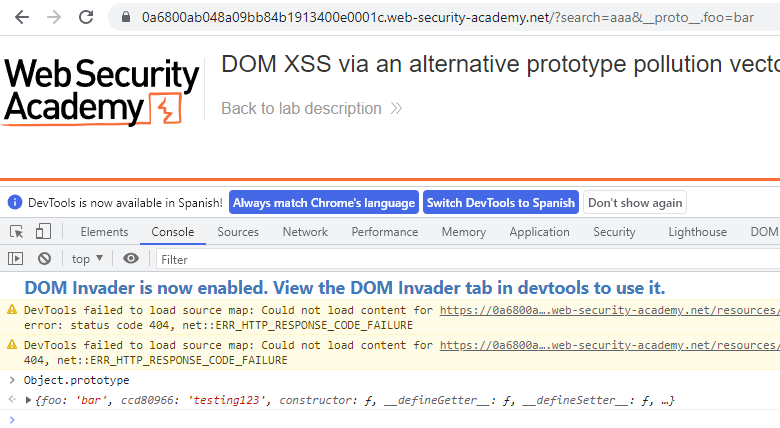 0a6800ab048a09bb84b1913400e0001c.web-security-academy.net/?search=aaa&__proto__.foo=bar
WebSecurity
Academy
DOM XSS via an alternative prototype pollution vecto
Back to lab description
DevTools is now available in Spanish!
Always match Chrome's language
Switch DevTools to Spanish
Don't show again
Elements
Console
Sources
Network
Performance
Memory
Application
Security
Lighthouse
DOM
top
Filter
DOM Invader is now enabled. View the DOM Invader tab in devtools to use it.
DevTools failed to load source map: Could not load content for https://0a6800a….web-security-academy.net/resources/
error: status code 404, net::ERR_HTTP_RESPONSE_CODE_FAILURE
DevTools failed to load source map: Could not load content for https://0a6800a….web-security-academy.net/resources/
404, net::ERR_HTTP_RESPONSE_CODE_FAILURE
Object.prototype
{foo: 'bar', ccd80966: 'testing123', constructor: ƒ, __defineGetter__: ƒ, __defineSetter__: ƒ, …}